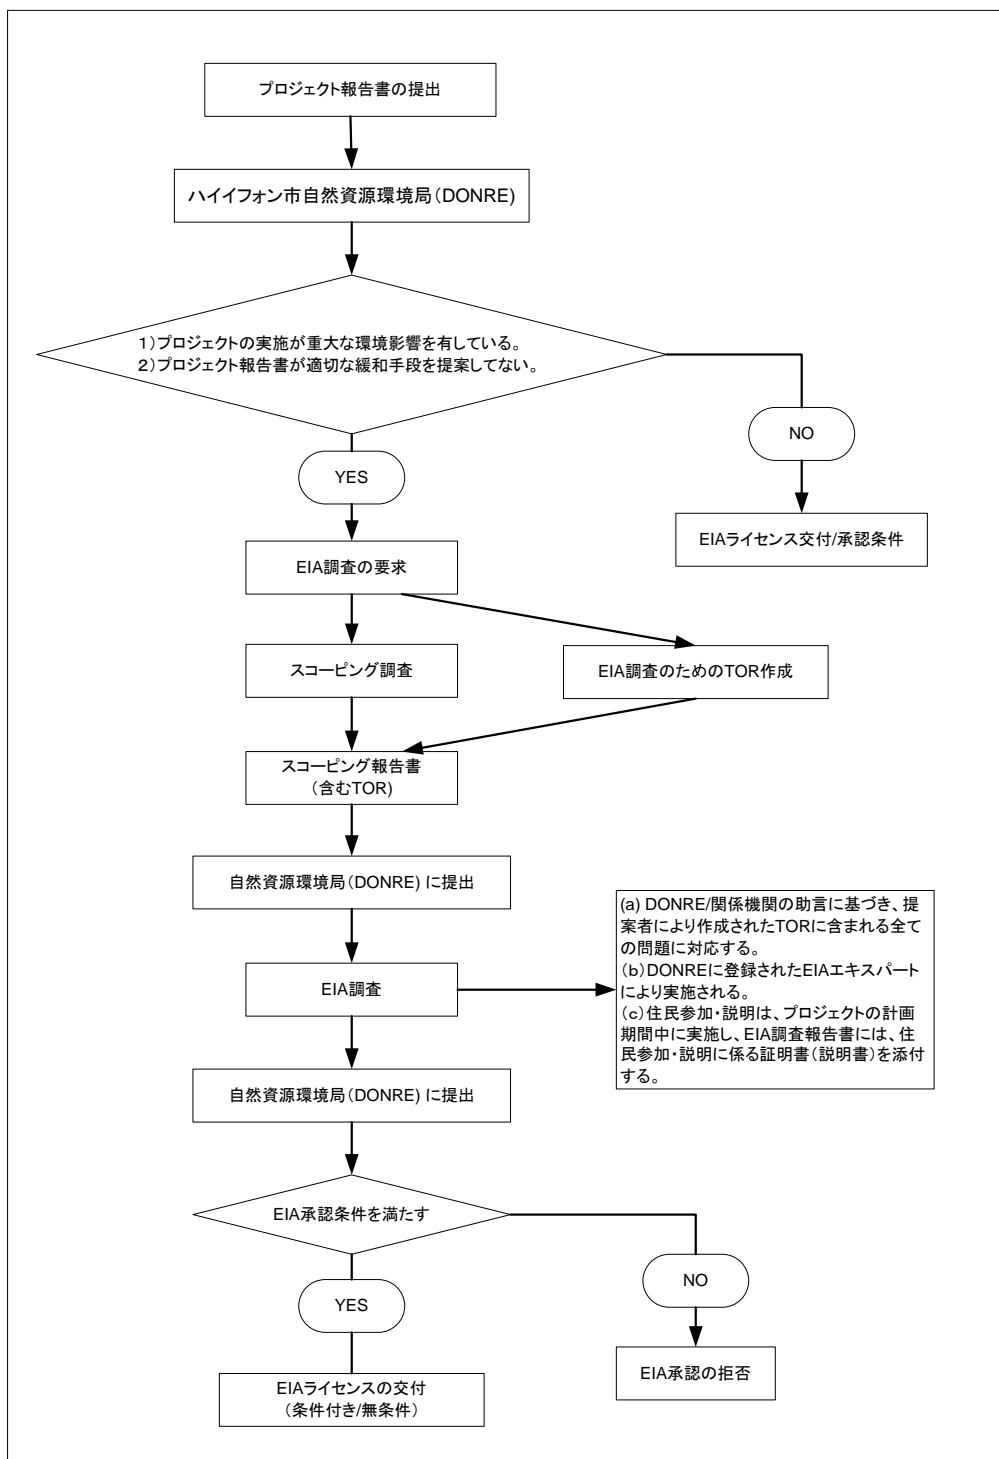 プロジェクト報告書の提出
ハイイフォン市自然資源環境局(DONRE)
1)プロジェクトの実施が重大な環境影響を有している。
2)プロジェクト報告書が適切な緩和手段を提案してない。
NO
YES
EIAライセンス交付/承認条件
EIA調査の要求
スコーピング調査
EIA調査のためのTOR作成
スコーピング報告書
(含むTOR)
自然資源環境局(DONRE) に提出
(a) DONRE/関係機関の助言に基づき、提
案者により作成されたTORに含まれる全て
の問題に対応する。
(b)DONREに登録されたEIAエキスパート
により実施される。
(c)住民参加・説明は、プロジェクトの計画
期間中に実施し、EIA調査報告書には、住
民参加・説明に係る証明書(説明書)を添付
する。
EIA調査
自然資源環境局(DONRE) に提出
EIA承認条件を満たす
NO
YES
EIA承認の拒否
EIAライセンスの交付
(条件付き/無条件)